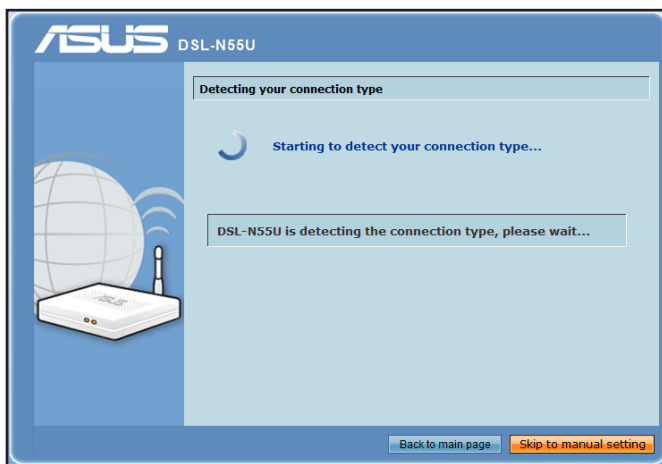 ASUS DSL-N55U
Detecting your connection type
Starting to detect your connection type...
DSL-N55U is detecting the connection type, please wait...
ASUS
Back to main page Skip to manual setting